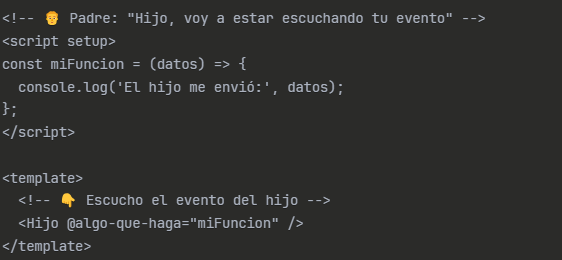 <!-- 👴 Padre: "Hijo, voy a estar escuchando tu evento" -->
<script setup>
const miFuncion = (datos) => {
  console.log('El hijo me envió:', datos);
};
</script>

<template>
  <!-- 👇 Escucho el evento del hijo -->
  <Hijo @algo-que-haga="miFuncion" />
</template>